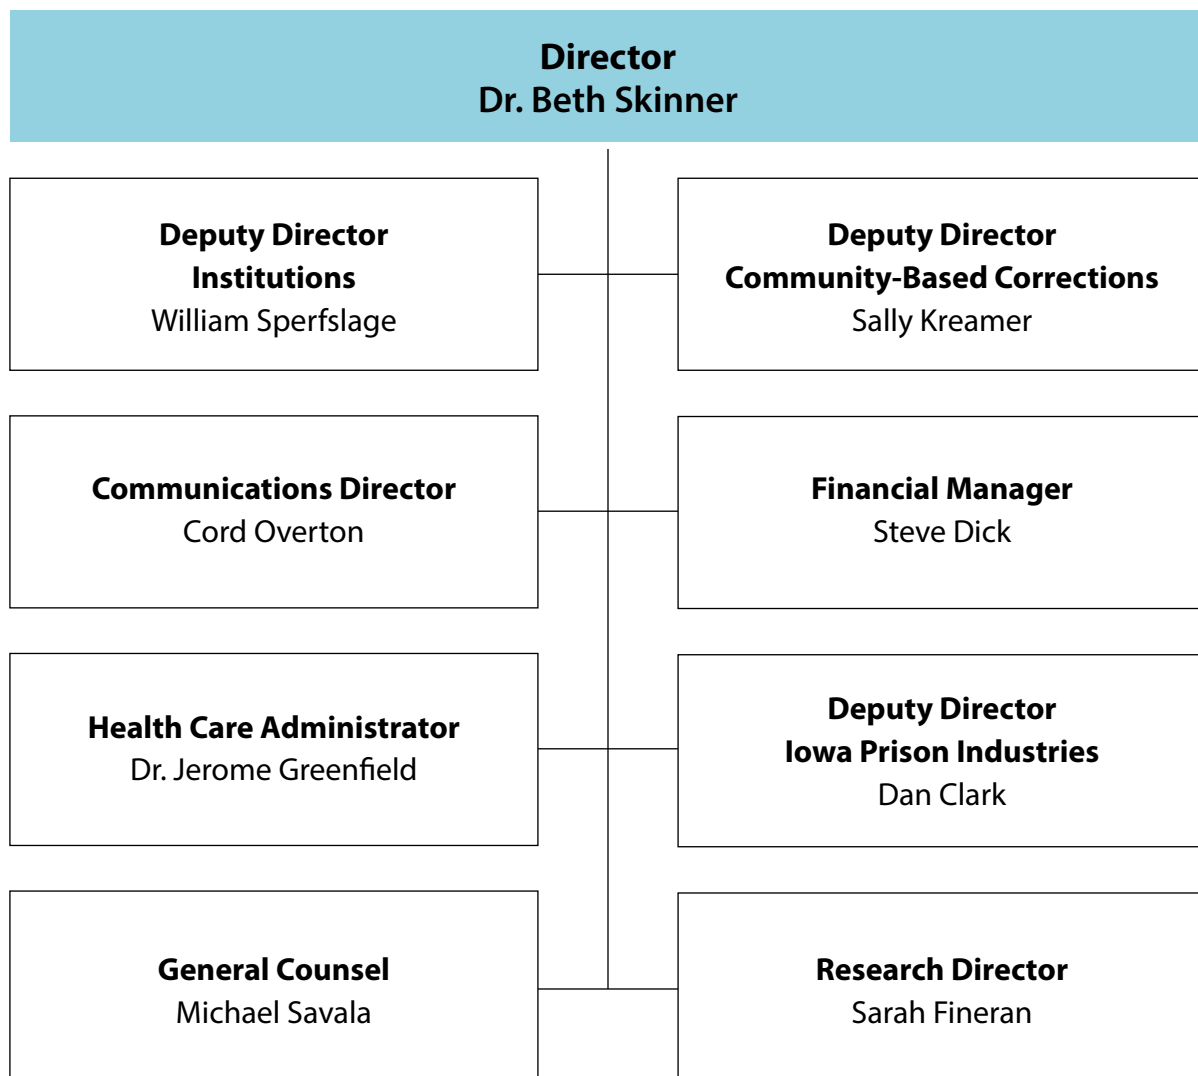 Director
Dr. Beth Skinner
Deputy Director
Institutions
William Sperfslage
Deputy Director
Community-Based Corrections
Sally Kreamer
Communications Director
Cord Overton
Financial Manager
Steve Dick
Health Care Administrator
Dr. Jerome Greenfield
Deputy Director
Iowa Prison Industries
Dan Clark
General Counsel
Michael Savala
Research Director
Sarah Fineran